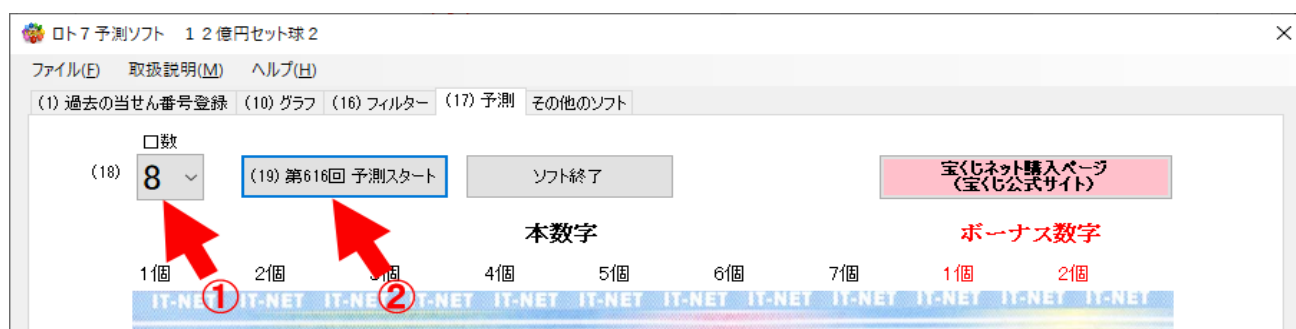 ロト7予測ソフト １２億円セット球２
ファイル(F) 取扱説明(M) ヘルプ(H)
(1) 過去の当せん番号登録 (10) グラフ (16) フィルター (17) 予測 その他のソフト
口数
(18) 8 (19) 第616回 予測スタート ソフト終了 宝くじネット購入ページ
(宝くじ公式サイト)
本数字 ボーナス数字
1個 2個 3個 4個 5個 6個 7個 1個 2個
① ②
IT-NET IT-NET IT-NET IT-NET IT-NET IT-NET IT-NET IT-NET IT-NET IT-NET IT-NET